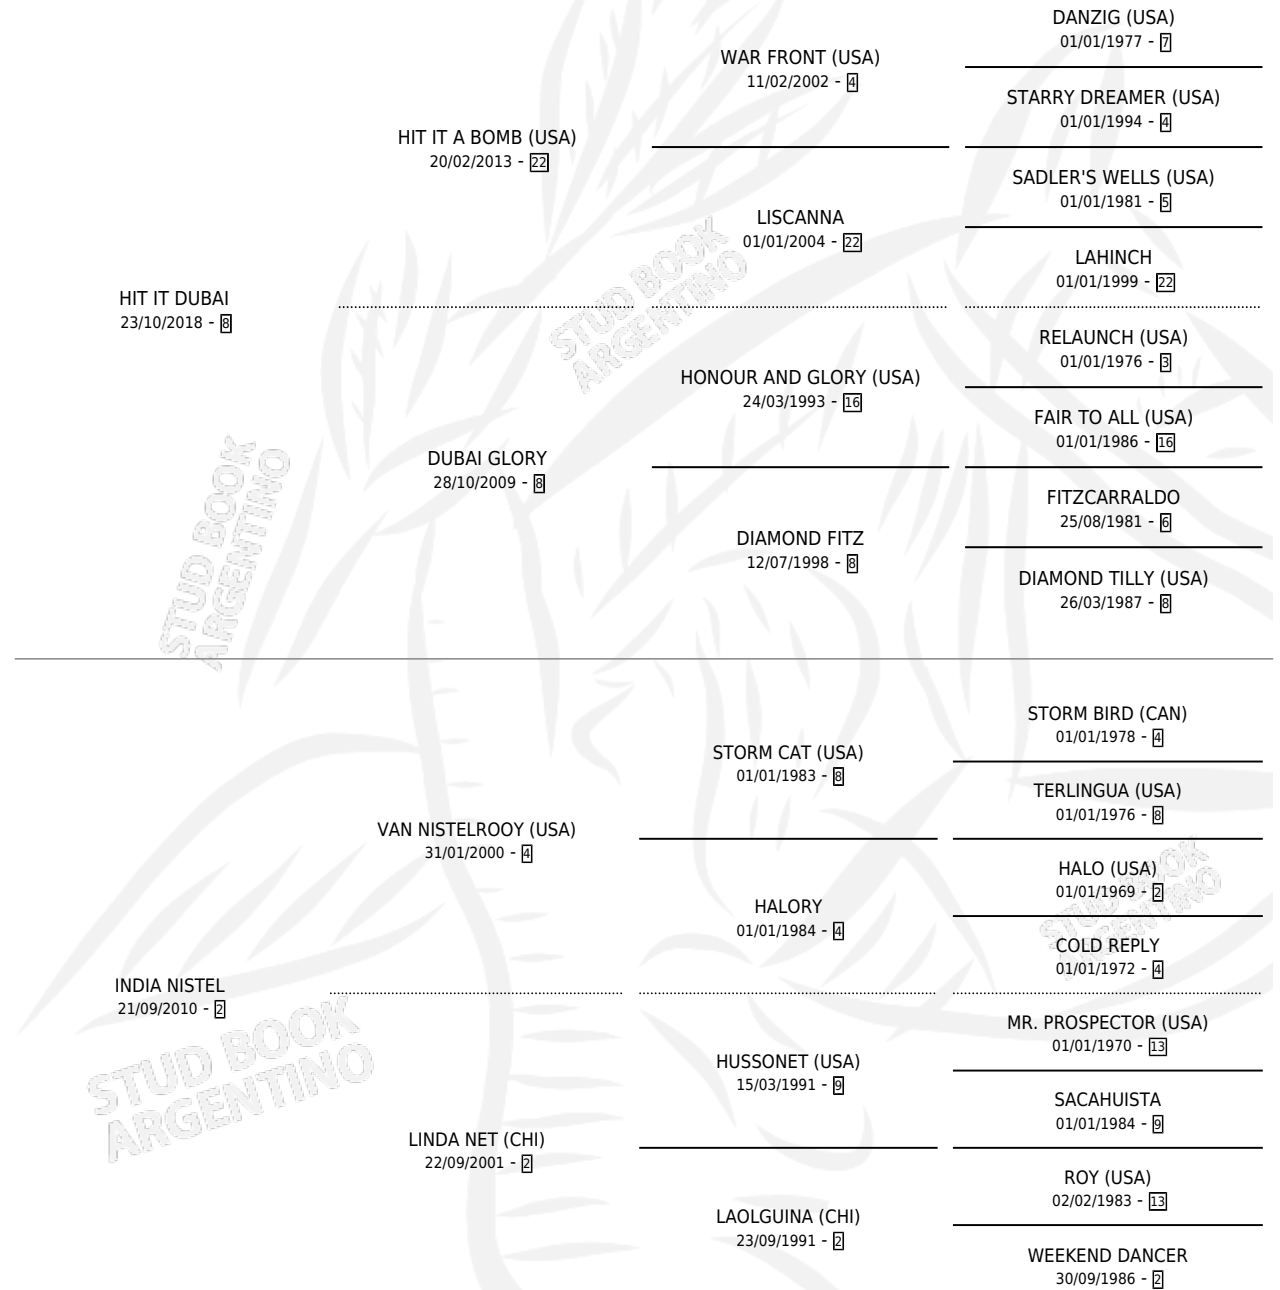 DANZIG (USA)
01/01/1977 - 7
WAR FRONT (USA)
11/02/2002 - 4
STARRY DREAMER (USA)
01/01/1994 - 4
HIT IT A BOMB (USA)
20/02/2013 - 22
SADLER'S WELLS (USA)
01/01/1981 - 5
LISCANNA
01/01/2004 - 22
LAHINCH
01/01/1999 - 22
HIT IT DUBAI
23/10/2018 - 8
RELAUNCH (USA)
01/01/1976 - 3
HONOUR AND GLORY (USA)
24/03/1993 - 16
FAIR TO ALL (USA)
01/01/1986 - 16
DUBAI GLORY
28/10/2009 - 8
FITZCARRALDO
25/08/1981 - 6
DIAMOND FITZ
12/07/1998 - 8
DIAMOND TILLY (USA)
26/03/1987 - 8
STORM BIRD (CAN)
01/01/1978 - 4
STORM CAT (USA)
01/01/1983 - 8
TERLINGUA (USA)
01/01/1976 - 8
VAN NISTELROOY (USA)
31/01/2000 - 4
HALO (USA)
01/01/1969 - 2
HALORY
01/01/1984 - 4
COLD REPLY
01/01/1972 - 4
INDIA NISTEL
21/09/2010 - 2
MR. PROSPECTOR (USA)
01/01/1970 - 13
HUSSONET (USA)
15/03/1991 - 9
SACAHUISTA
01/01/1984 - 9
LINDA NET (CHI)
22/09/2001 - 2
ROY (USA)
02/02/1983 - 13
LAOLGUINA (CHI)
23/09/1991 - 2
WEEKEND DANCER
30/09/1986 - 2
STUD BOOK
ARGENTINO
STUD BOOK
ARGENTINO
STUD BOOK
ARGENTINO
STUD BOOK
ARGENTINO